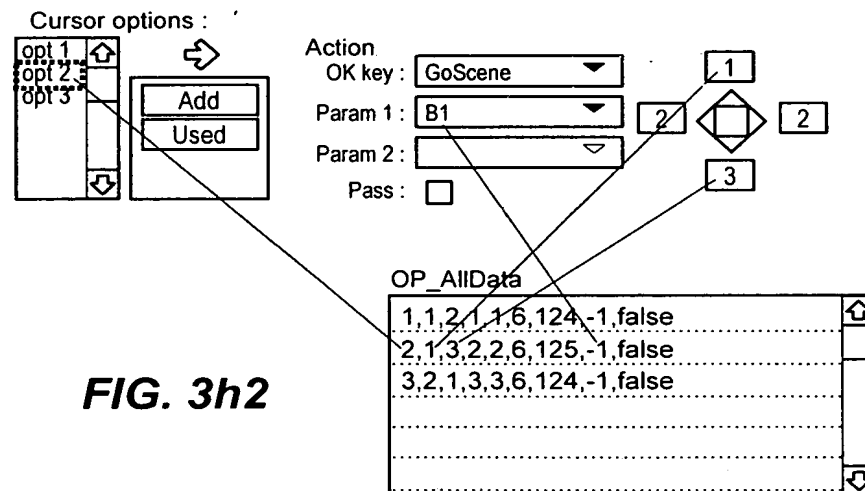 Cursor options :
opt 1
opt 2
opt 3
Add
Used
Action
OK key : GoScene
Param 1 : B1
Param 2 :
Pass :
1
2 2
3
OP_AllData
1,1,2,1,1,6,124,-1,false
2,1,3,2,2,6,125,-1,false
3,2,1,3,3,6,124,-1,false
FIG. 3h2